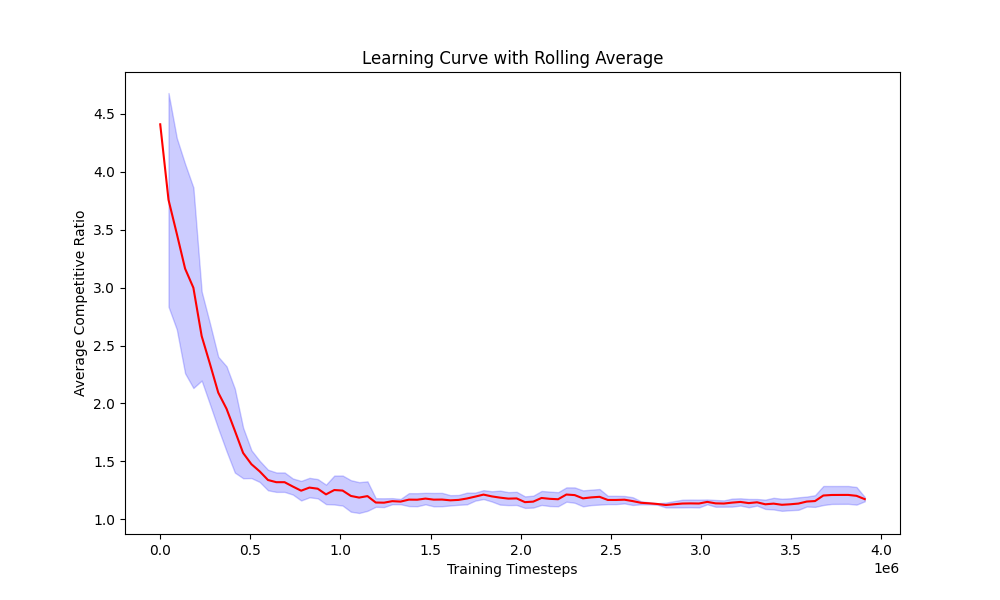 Learning Curve with Rolling Average
4.5
4.0
3.5
3.0
2.5
2.0
1.5
1.0
Average Competitive Ratio
0.0 0.5 1.0 1.5 2.0 2.5 3.0 3.5 4.0
1e6
Training Timesteps